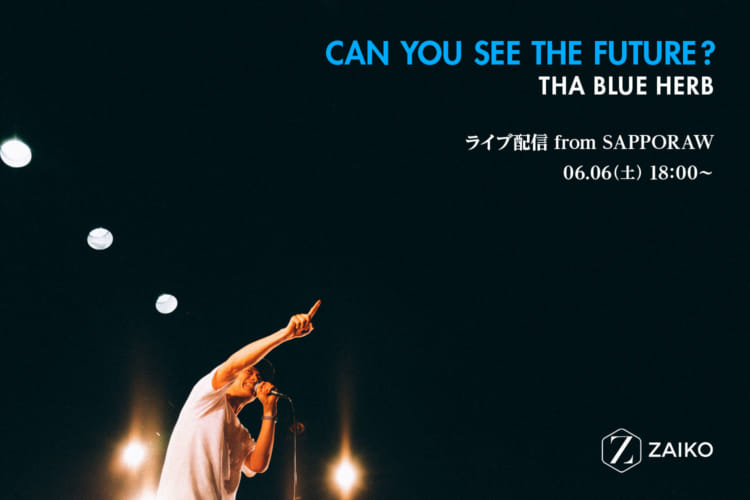 CAN YOU SEE THE FUTURE?
THA BLUE HERB
ライブ配信 from SAPPORAW
06.06(土) 18:00〜
ZAIKO